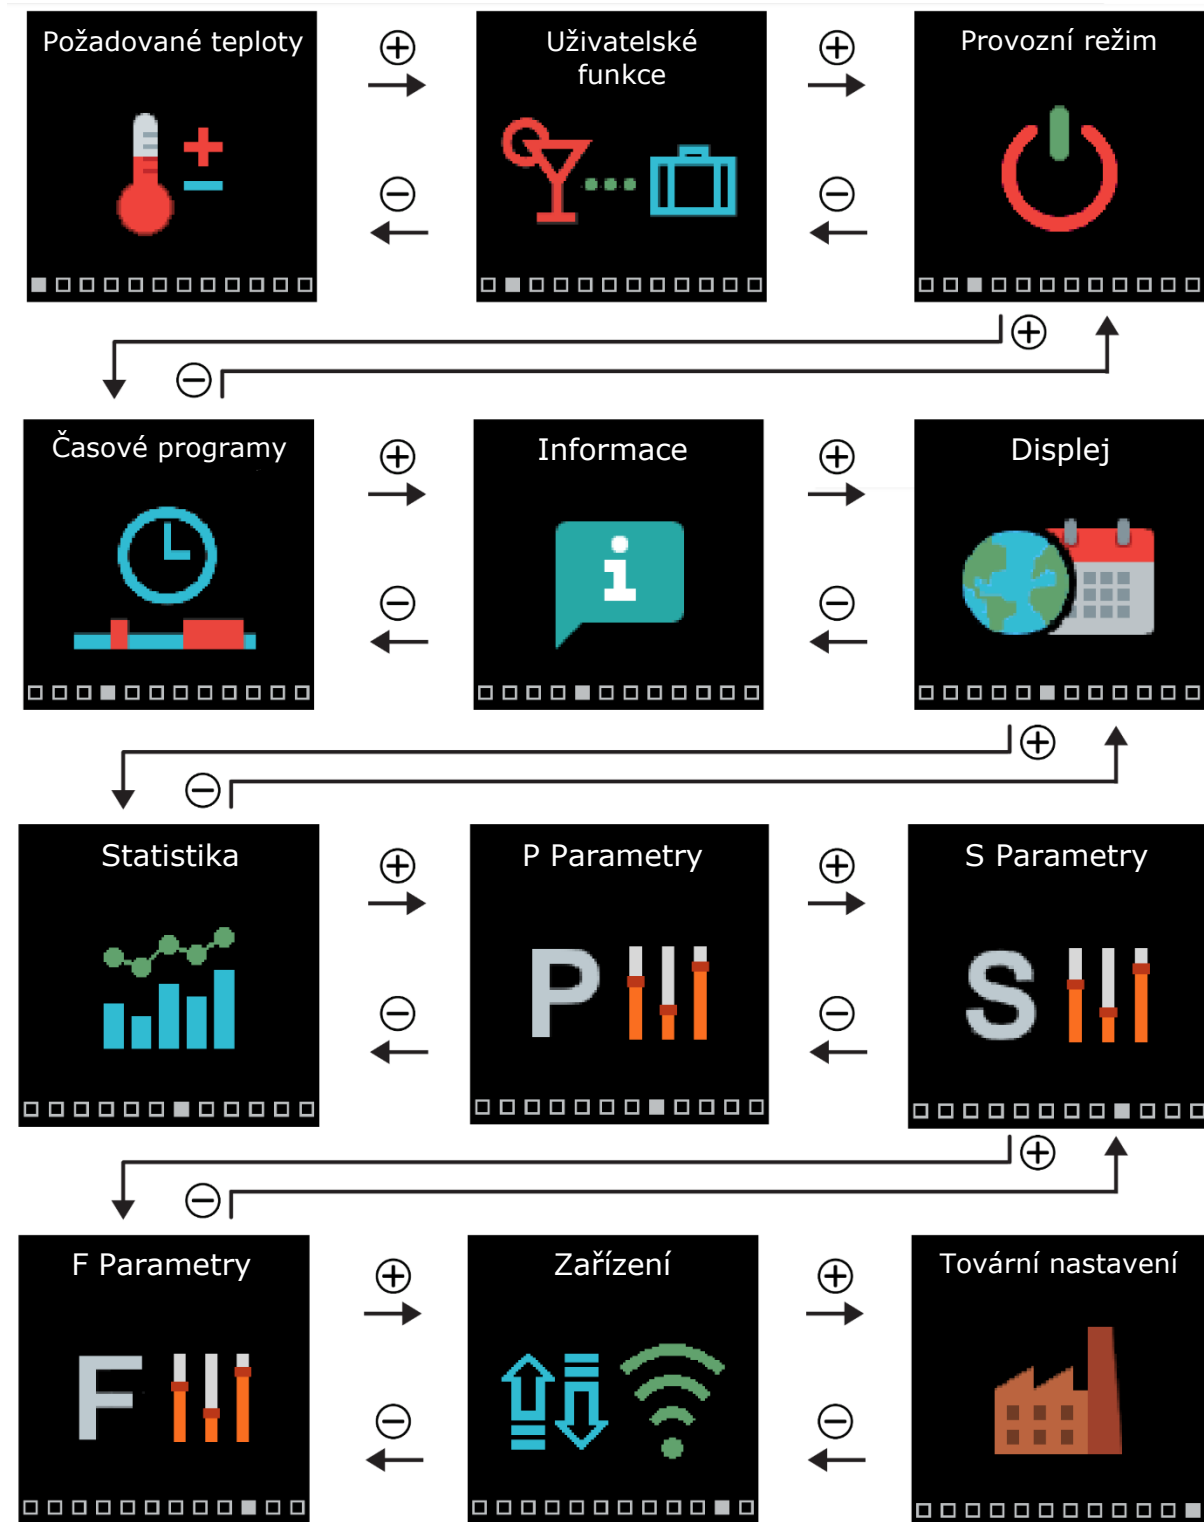 Požadované teploty
Uživatelské
funkce
Provozní režim
Časové programy
Informace
Displej
Statistika
P Parametry
S Parametry
P
S
F Parametry
Zařízení
Tovární nastavení
F